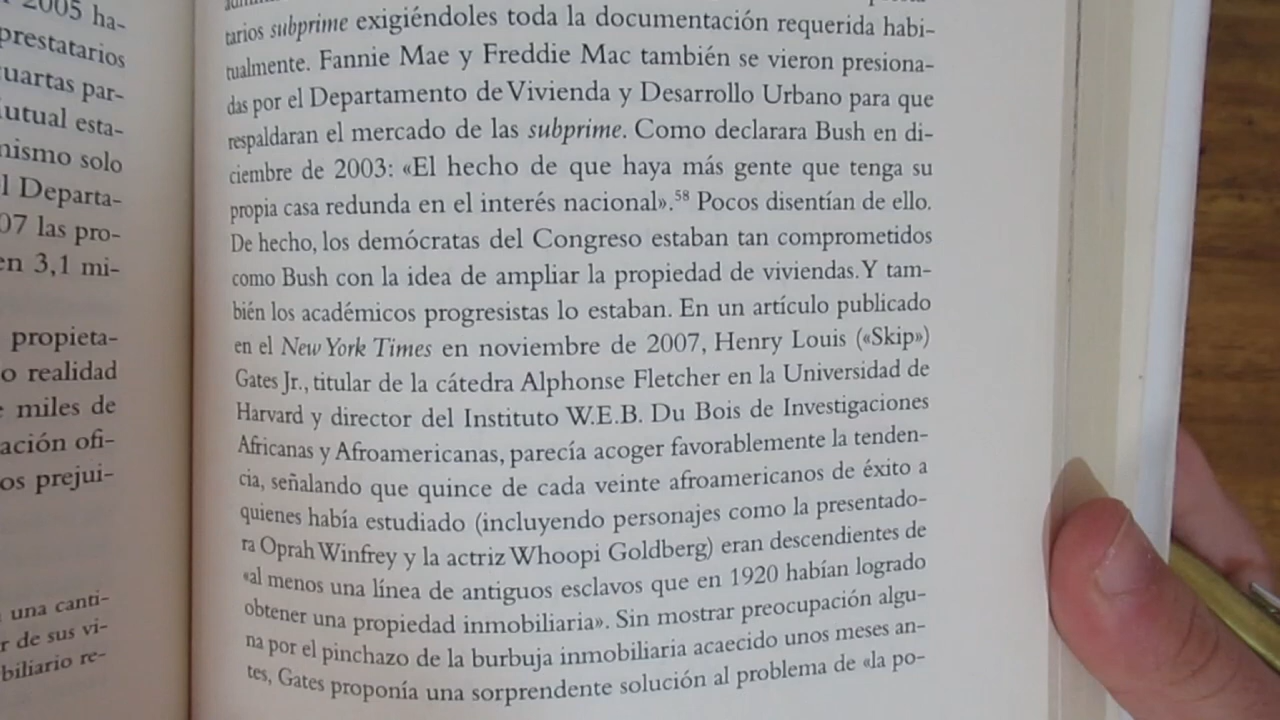 2005 ha-
prestatarios
uartas par-
utual esta-
nismo solo
l Departa-
07 las pro-
en 3,1 mi-
propieta-
o realidad
miles de
ación ofi-
os prejui-
una canti-
r de sus vi-
biliario re-
tarios subprime exigiéndoles toda la documentación requerida habi-
tualmente. Fannie Mae y Freddie Mac también se vieron presiona-
das por el Departamento de Vivienda y Desarrollo Urbano para que
respaldaran el mercado de las subprime. Como declarara Bush en di-
ciembre de 2003: «El hecho de que haya más gente que tenga su
propia casa redunda en el interés nacional».⁵⁸ Pocos disentían de ello.
De hecho, los demócratas del Congreso estaban tan comprometidos
como Bush con la idea de ampliar la propiedad de viviendas. Y tam-
bién los académicos progresistas lo estaban. En un artículo publicado
en el New York Times en noviembre de 2007, Henry Louis («Skip»)
Gates Jr., titular de la cátedra Alphonse Fletcher en la Universidad de
Harvard y director del Instituto W.E.B. Du Bois de Investigaciones
Africanas y Afroamericanas, parecía acoger favorablemente la tenden-
cia, señalando que quince de cada veinte afroamericanos de éxito a
quienes había estudiado (incluyendo personajes como la presentado-
ra Oprah Winfrey y la actriz Whoopi Goldberg) eran descendientes de
«al menos una línea de antiguos esclavos que en 1920 habían logrado
obtener una propiedad inmobiliaria». Sin mostrar preocupación algu-
na por el pinchazo de la burbuja inmobiliaria acaecido unos meses an-
tes, Gates proponía una sorprendente solución al problema de «la po-